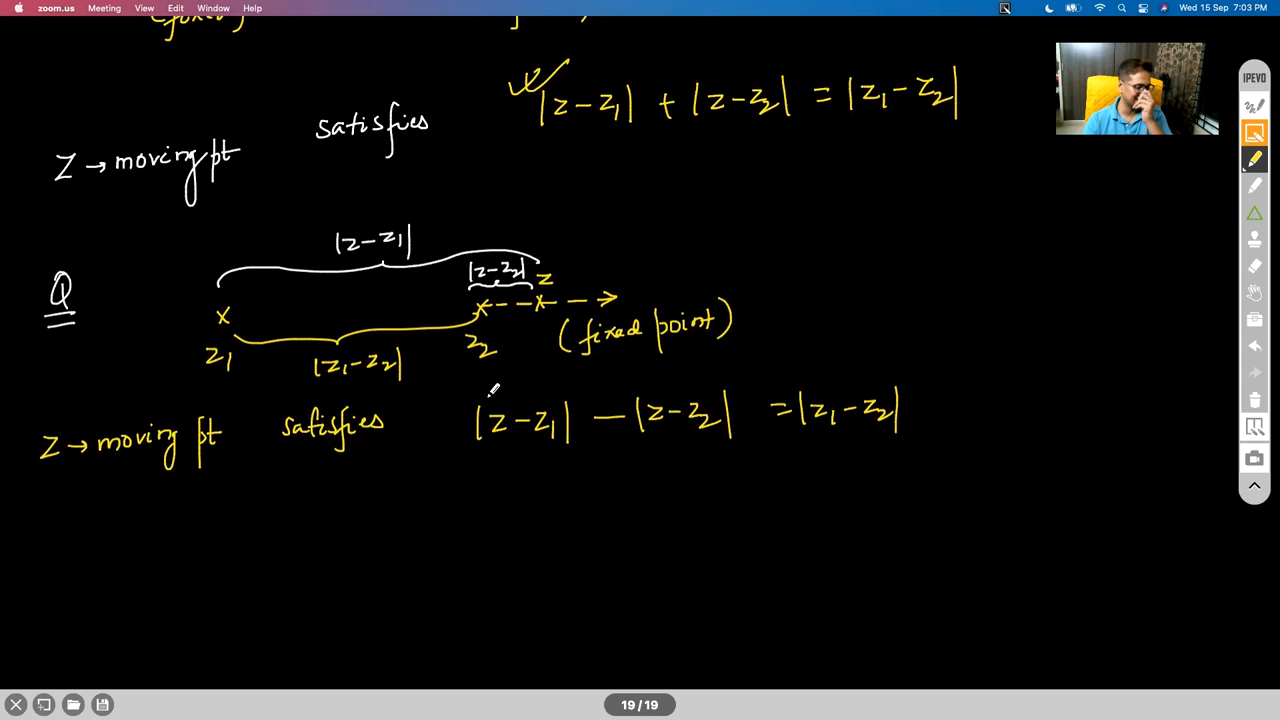 zoom.us Meeting View Edit Window Help Wed 15 Sep 7:03 PM
|z-z1| + |z-z2| = |z1-z2|
satisfies
Z → moving pt
IPEVO
|z-z1|
|z-z2| z
Q
x x x
z1 z2 (fixed point)
|z1-z2|
z → moving pt satisfies |z-z1| - |z-z2| = |z1-z2|
19/19